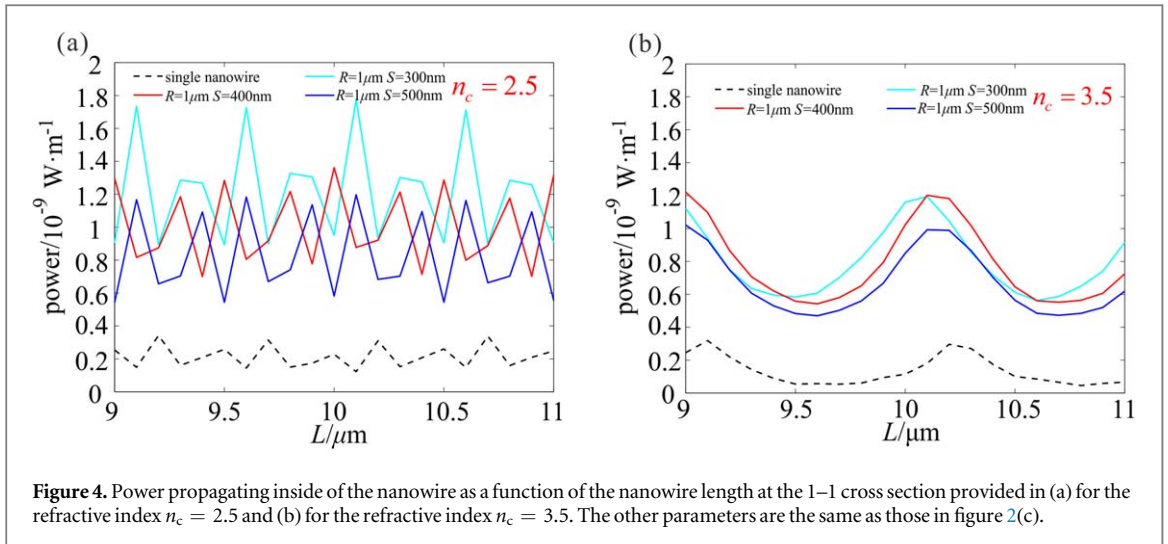 (a)
2
1.8
1.6
1.4
1.2
1
0.8
0.6
0.4
0.2
0
power/10⁻⁹ W·m⁻¹
single nanowire
R=1μm S=300nm
R=1μm S=400nm
R=1μm S=500nm
n_c = 2.5
9
9.5
10
10.5
11
L/μm
(b)
2
1.8
1.6
1.4
1.2
1
0.8
0.6
0.4
0.2
0
power/10⁻⁹ W·m⁻¹
single nanowire
R=1μm S=300nm
R=1μm S=400nm
R=1μm S=500nm
n_c = 3.5
9
9.5
10
10.5
11
L/μm
Figure 4. Power propagating inside of the nanowire as a function of the nanowire length at the 1–1 cross section provided in (a) for the
refractive index n_c = 2.5 and (b) for the refractive index n_c = 3.5. The other parameters are the same as those in figure 2(c).